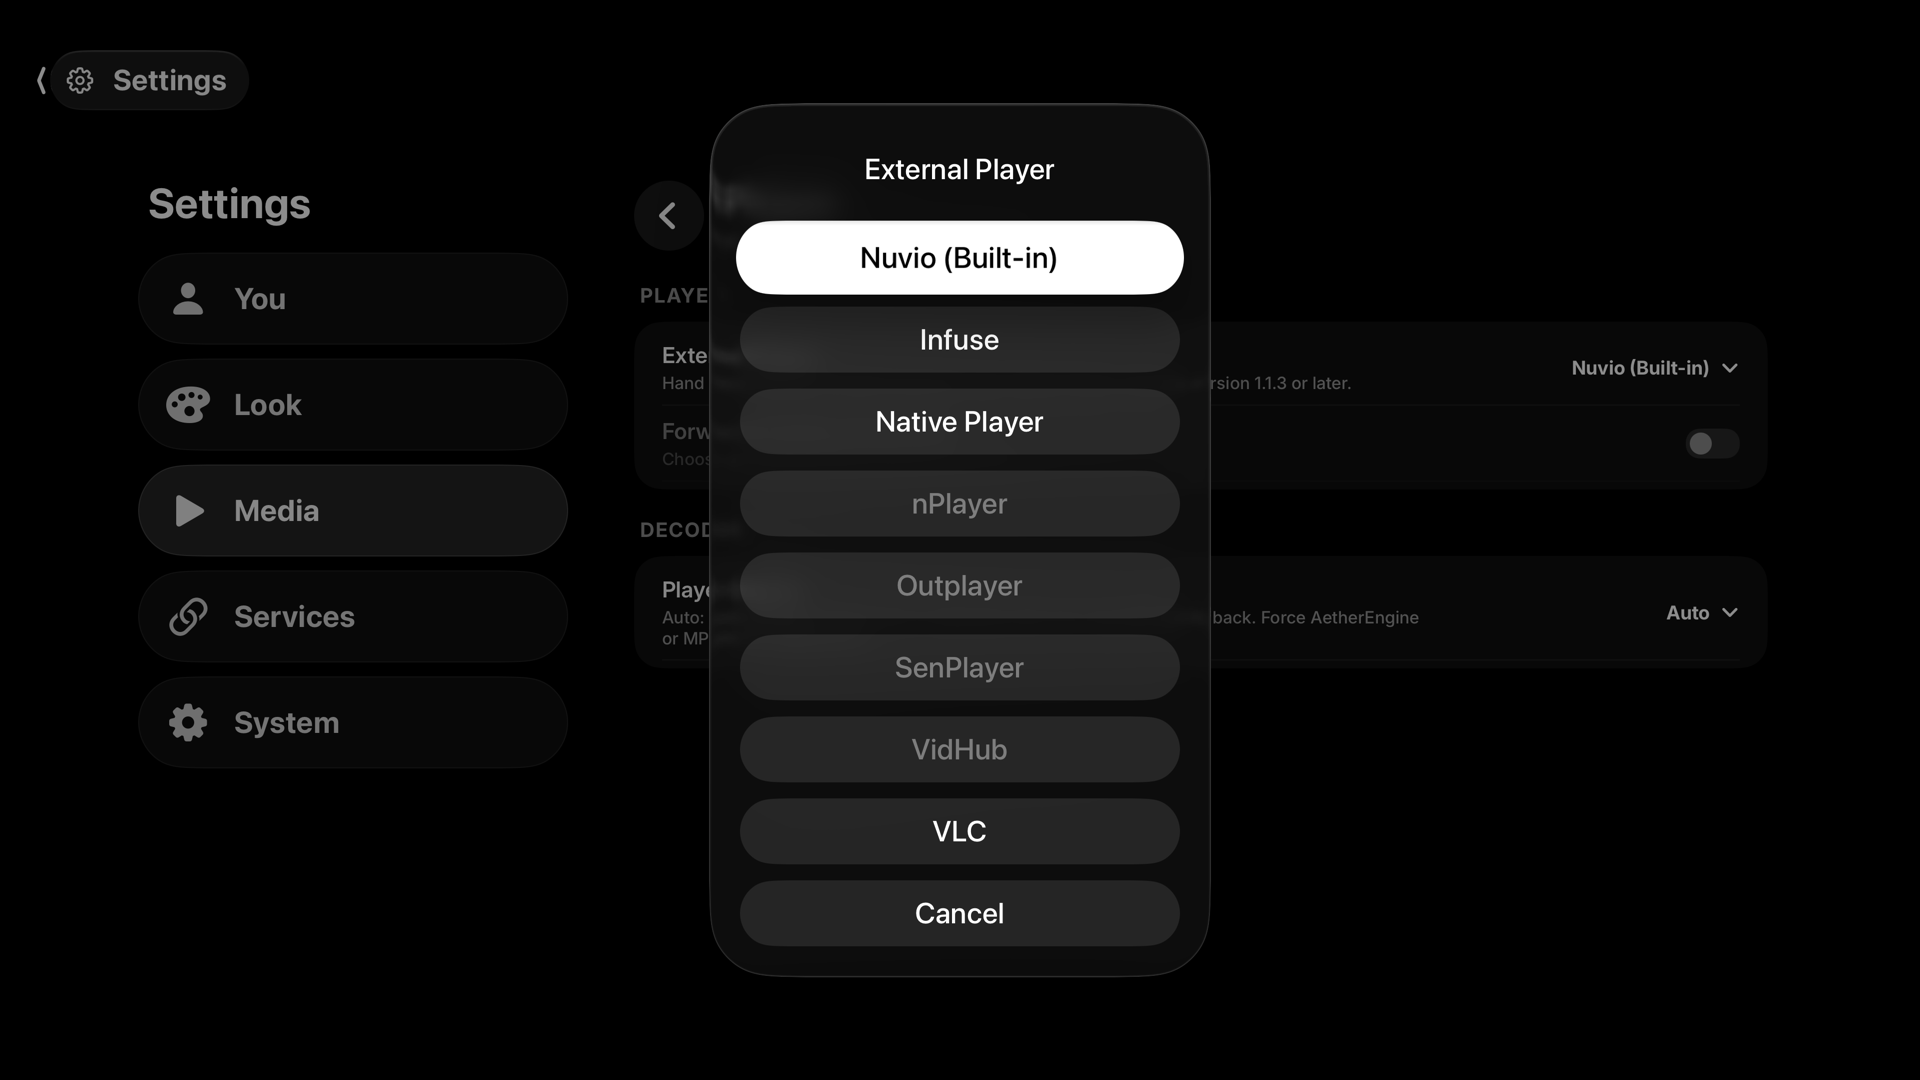 Settings
Settings
You
Look
Media
Services
System
PLAYE
Exte
Hand
rsion 1.1.3 or later.
Nuvio (Built-in)
Forw
Choos
DECOD
Playe
Auto:
back. Force AetherEngine
or MP
Auto
External Player
Nuvio (Built-in)
Infuse
Native Player
nPlayer
Outplayer
SenPlayer
VidHub
VLC
Cancel